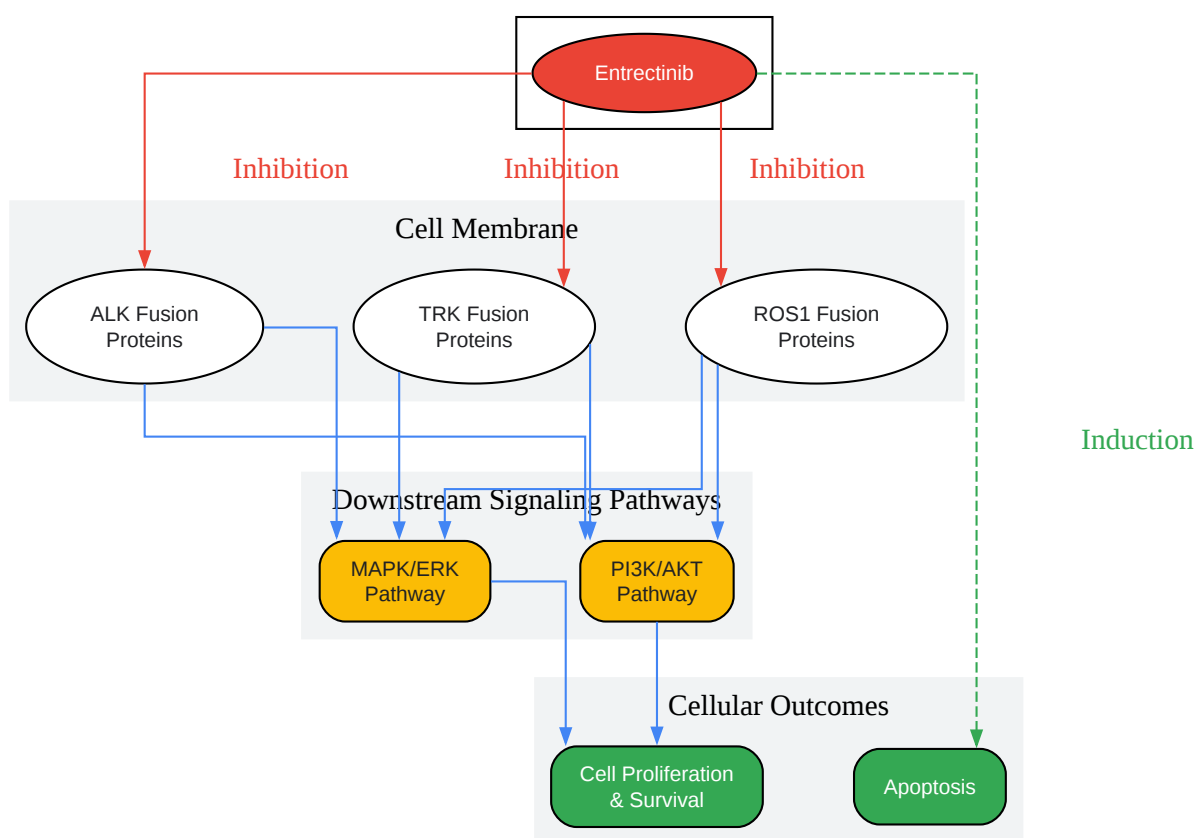 Entrectinib
Inhibition
Inhibition
Inhibition
Cell Membrane
ALK Fusion
Proteins
TRK Fusion
Proteins
ROS1 Fusion
Proteins
Induction
Downstream Signaling Pathways
MAPK/ERK
Pathway
PI3K/AKT
Pathway
Cellular Outcomes
Cell Proliferation
& Survival
Apoptosis